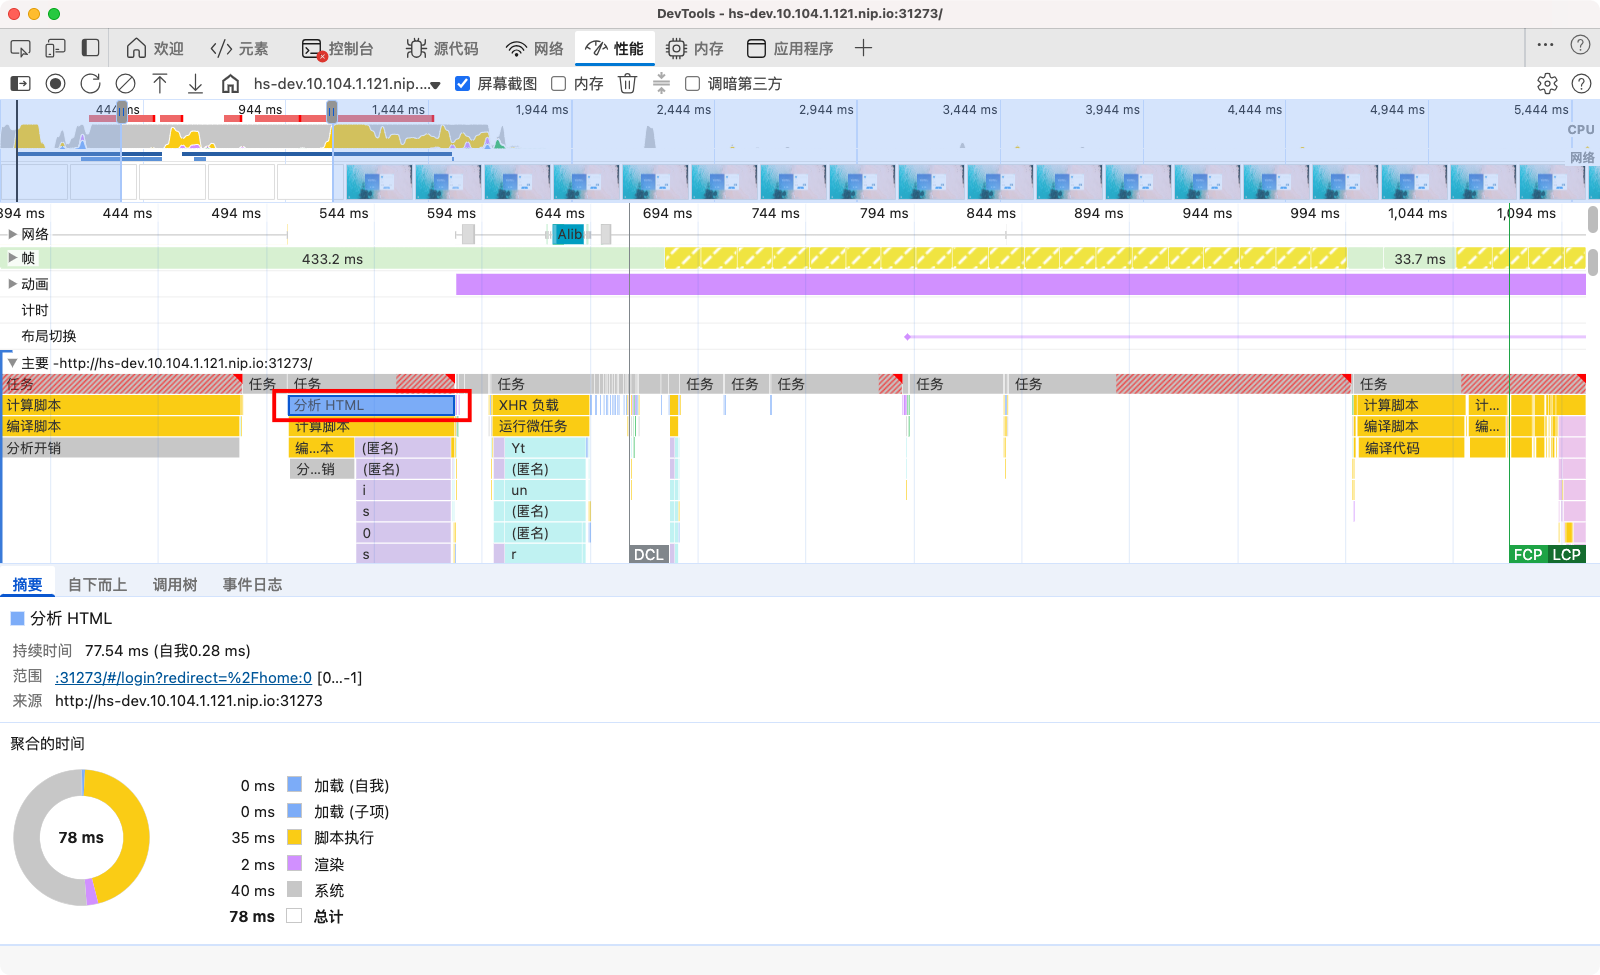 DevTools - hs-dev.10.104.1.121.nip.io:31273/
欢迎 元素 控制台 源代码 网络 性能 内存 应用程序
hs-dev.10.104.1.121.nip.... 屏幕截图 内存 调暗第三方
444 ms 944 ms 1,444 ms 1,944 ms 2,444 ms 2,944 ms 3,444 ms 3,944 ms 4,444 ms 4,944 ms 5,444 ms
CPU
网络
394 ms 444 ms 494 ms 544 ms 594 ms 644 ms 694 ms 744 ms 794 ms 844 ms 894 ms 944 ms 994 ms 1,044 ms 1,094 ms
网络 Alib
帧 433.2 ms 33.7 ms
动画
计时
布局切换
主要 -http://hs-dev.10.104.1.121.nip.io:31273/
任务 任务 任务 任务 任务 任务 任务 任务 任务 任务
计算脚本 分析 HTML XHR 负载 计算脚本 计...
编译脚本 计算脚本 运行微任务 编译脚本 编...
分析开销 编...本 (匿名) Yt 编译代码
分...销 (匿名) (匿名)
i un
s (匿名)
0 (匿名)
s r DCL FCP LCP
摘要 自下而上 调用树 事件日志
分析 HTML
持续时间 77.54 ms (自我0.28 ms)
范围 :31273/#/login?redirect=%2Fhome:0 [0...-1]
来源 http://hs-dev.10.104.1.121.nip.io:31273
聚合的时间
78 ms
0 ms 加载 (自我)
0 ms 加载 (子项)
35 ms 脚本执行
2 ms 渲染
40 ms 系统
78 ms 总计